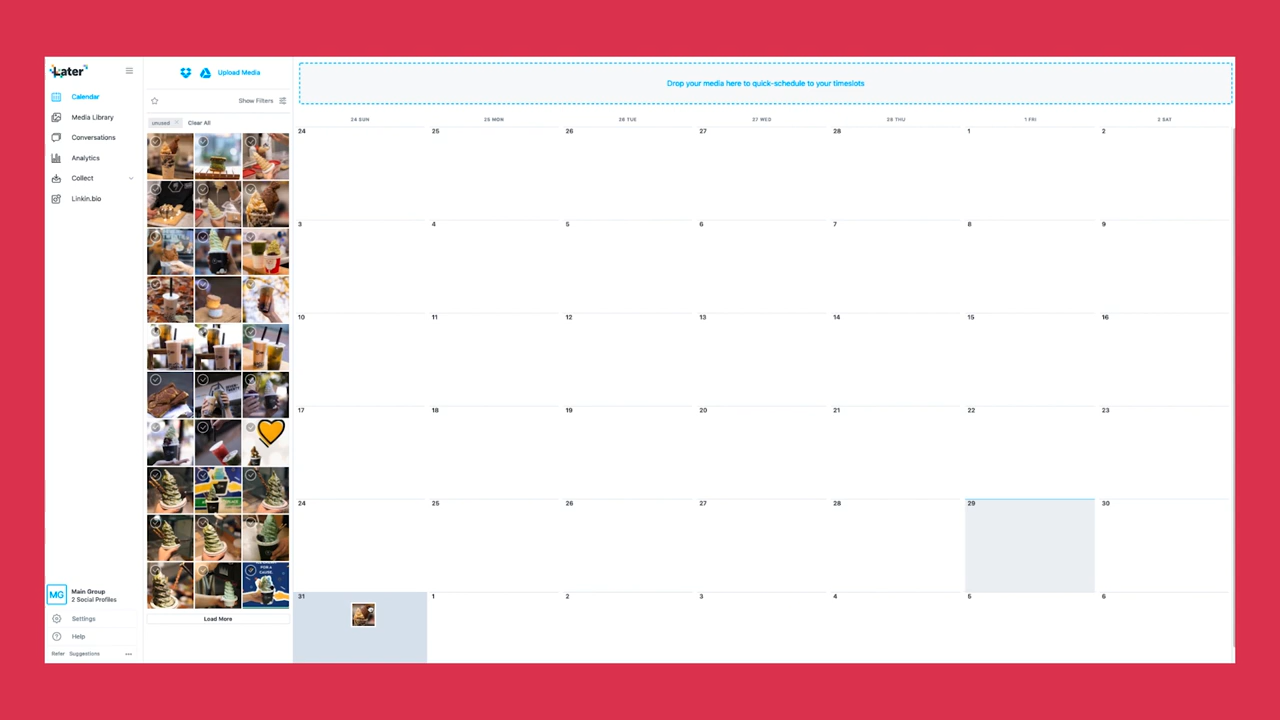 Later
Upload Media
Calendar
Media Library
Conversations
Analytics
Collect
Linkin.bio
Show Filters
unused × Clear All
FOR A
CAUSE
Load More
MG Main Group
2 Social Profiles
Settings
Help
Refer Suggestions
Drop your media here to quick-schedule to your timeslots
24 SUN 25 MON 26 TUE 27 WED 28 THU 1 FRI 2 SAT
24 25 26 27 28 1 2
3 4 5 6 7 8 9
10 11 12 13 14 15 16
17 18 19 20 21 22 23
24 25 26 27 28 29 30
31 1 2 3 4 5 6